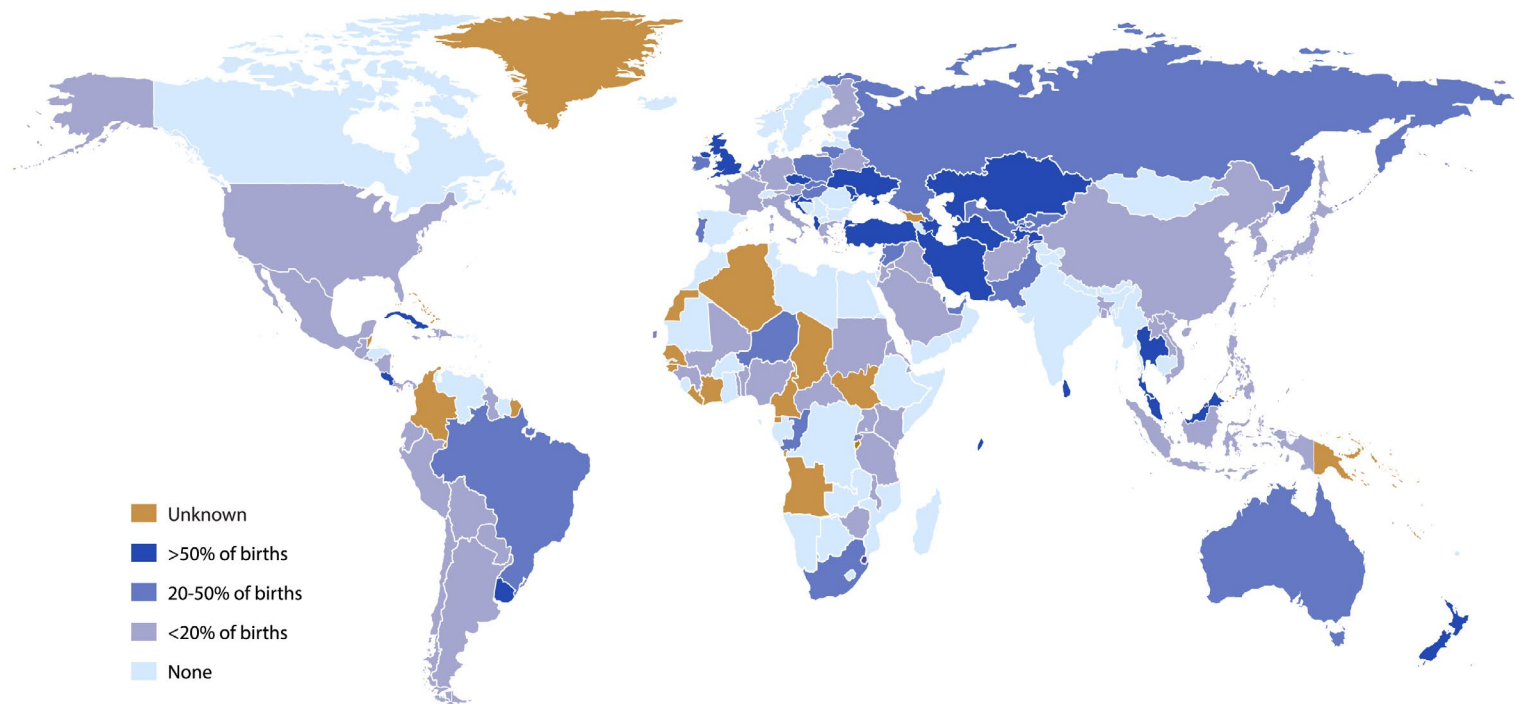 Unknown
>50% of births
20-50% of births
<20% of births
None